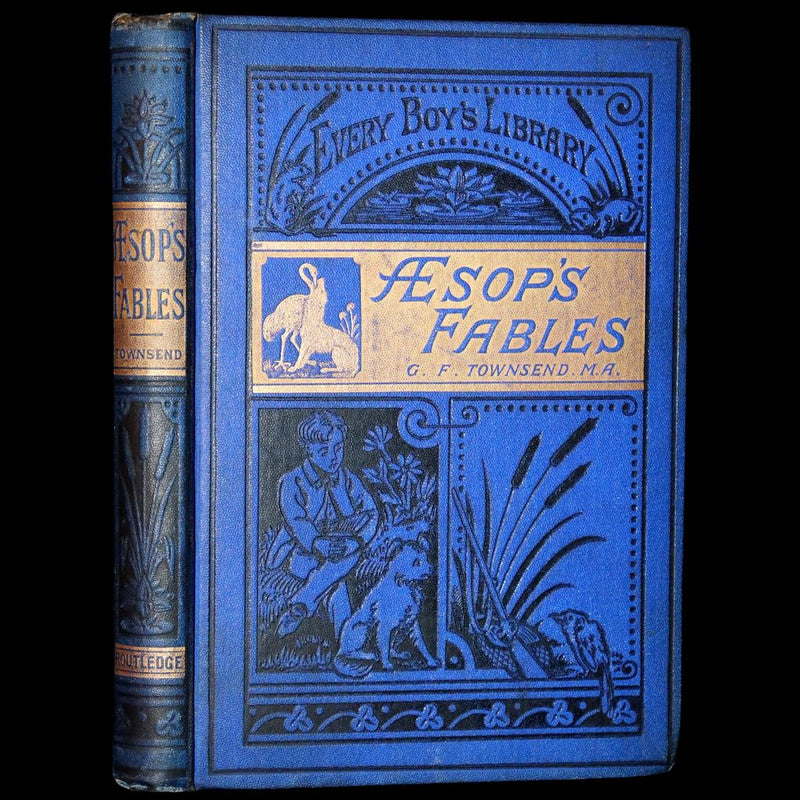 ÆSOP'S
FABLES
TOWNSEND
ROUTLEDGE
EVERY BOY'S LIBRARY
ÆSOP'S
FABLES
G. F. TOWNSEND. M.A.